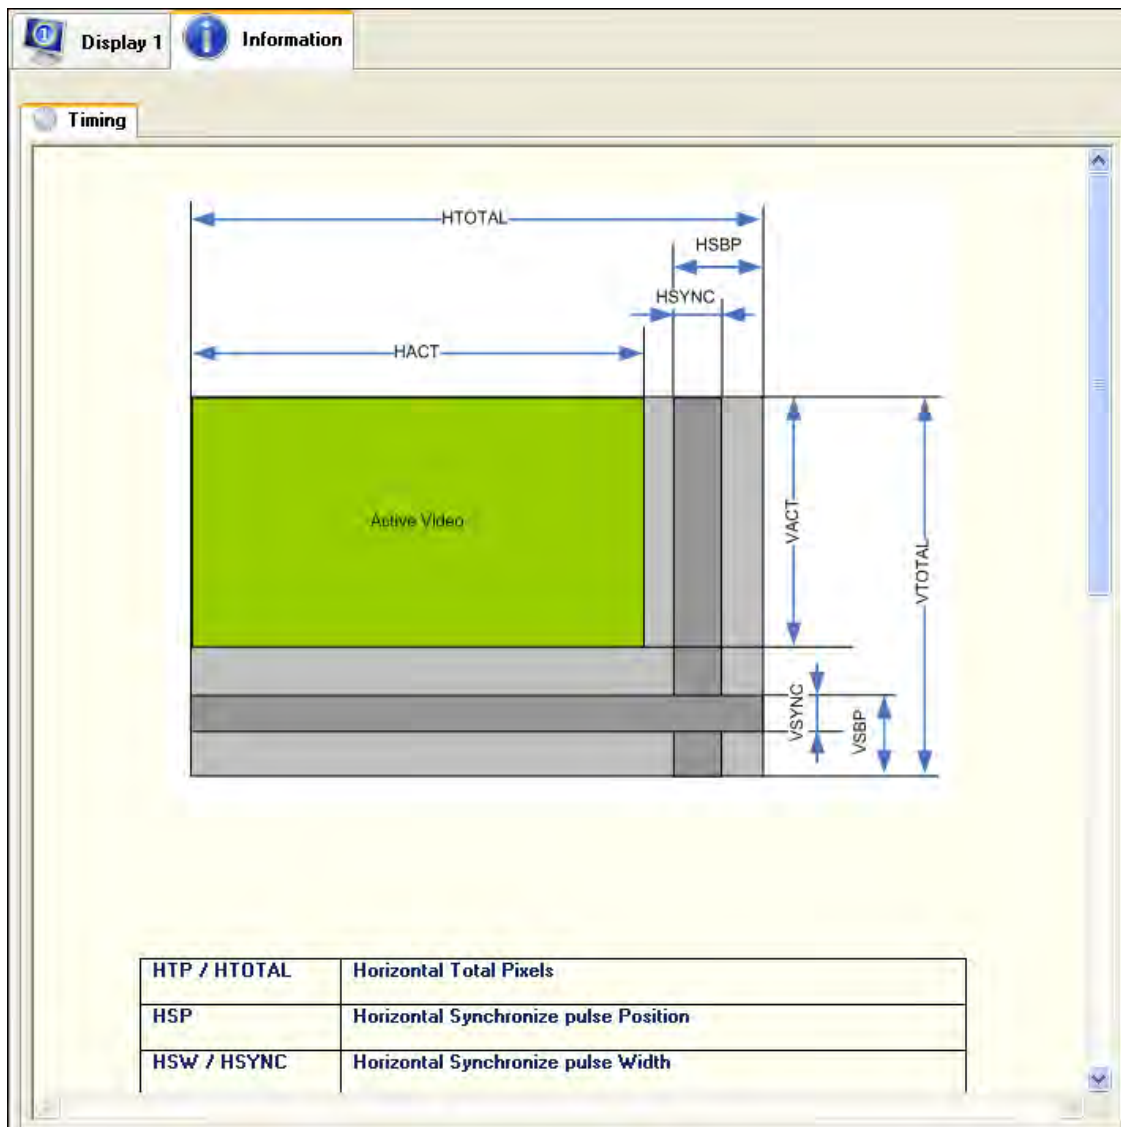 Display 1
Information
Timing
HTOTAL
HSBP
HSYNC
HACT
Active Video
VACT
VTOTAL
VSYNC
VSBP
HTP / HTOTAL Horizontal Total Pixels
HSP Horizontal Synchronize pulse Position
HSW / HSYNC Horizontal Synchronize pulse Width